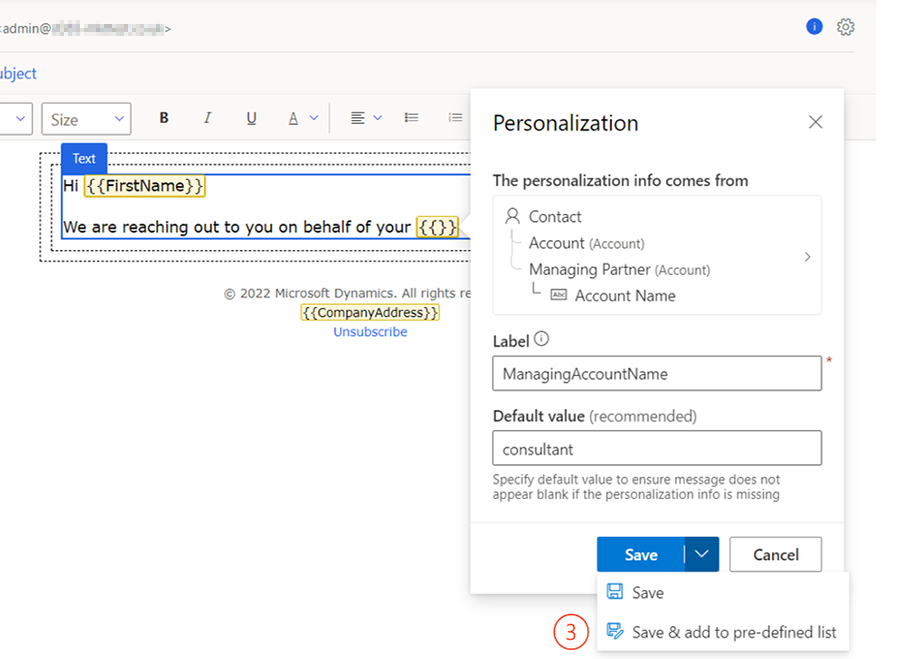 <admin@
ubject
Size
B I U A
Text
Hi {{FirstName}}
We are reaching out to you on behalf of your {{}}
© 2022 Microsoft Dynamics. All rights re
{{CompanyAddress}}
Unsubscribe
Personalization
The personalization info comes from
Contact
Account (Account)
Managing Partner (Account)
Abc Account Name
Label
ManagingAccountName *
Default value (recommended)
consultant
Specify default value to ensure message does not
appear blank if the personalization info is missing
Save
Cancel
Save
3 Save & add to pre-defined list